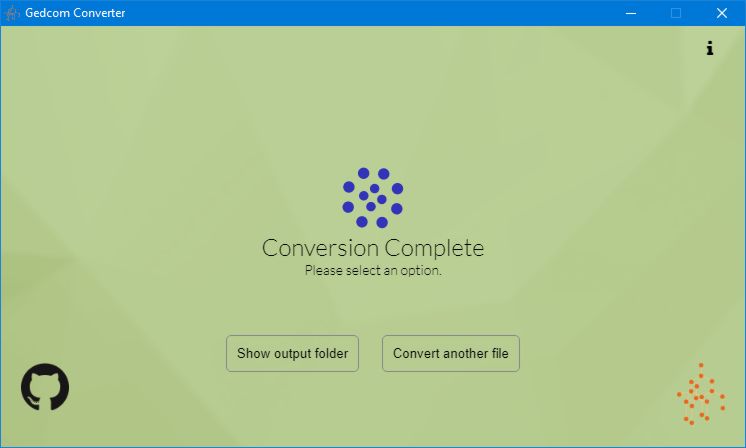 Gedcom Converter
Conversion Complete
Please select an option.
Show output folder
Convert another file